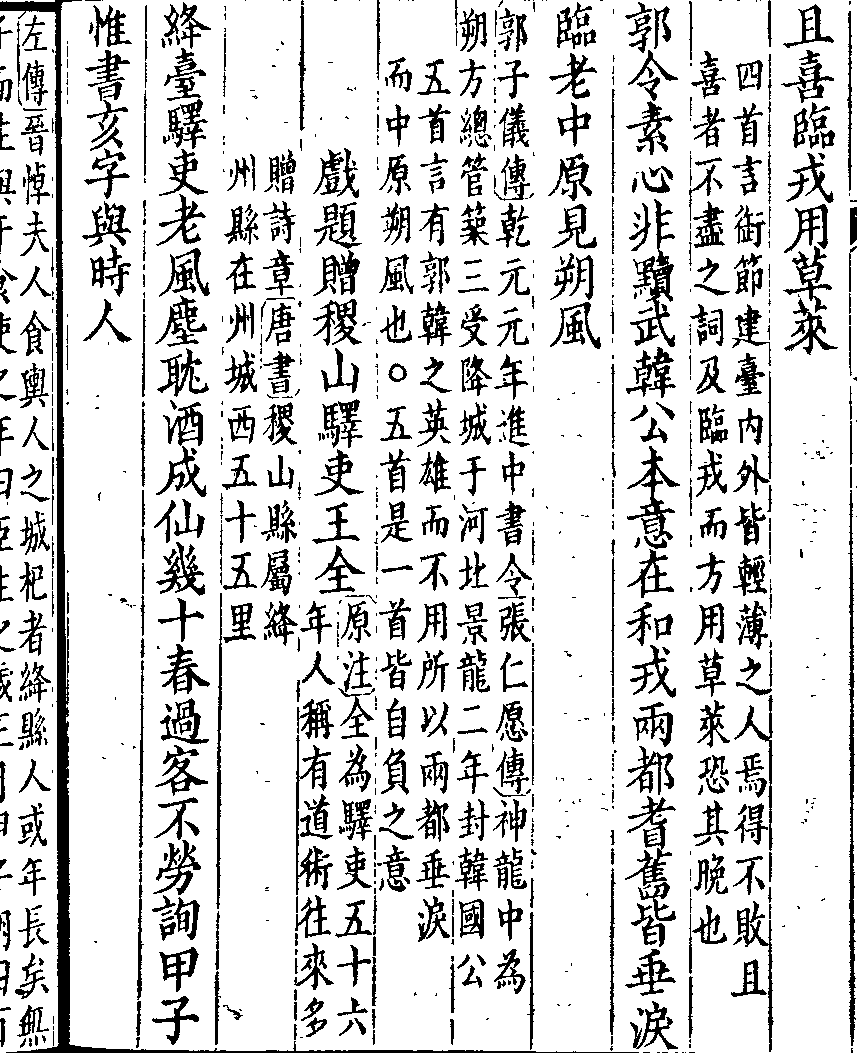 且喜臨戎用草萊
四首言銜節建臺內外皆輕薄之人焉得不敗且
喜者不盡之詞及臨戎而方用草萊恐其晚也
郭令素心非黷武韓公本意在和戎兩都耆舊皆垂淚
臨老中原見朔風
郭子儀傳乾元元年進中書令張仁愿傳神龍中為
朔方總管築三受降城于河北景龍二年封韓國公
五首言有郭韓之英雄而不用所以兩都垂淚
而中原朔風也○五首是一首皆自負之意
戲題贈稷山驛吏王全
原注全為驛吏五十六
年人稱有道術往來多
贈詩章唐書稷山縣屬絳
州縣在州城西五十五里
絳臺驛吏老風塵耽酒成仙幾十春過客不勞詢甲子
惟書亥字與時人
左傳晉悼夫人食輿人之城杞者絳縣人或年長矣無